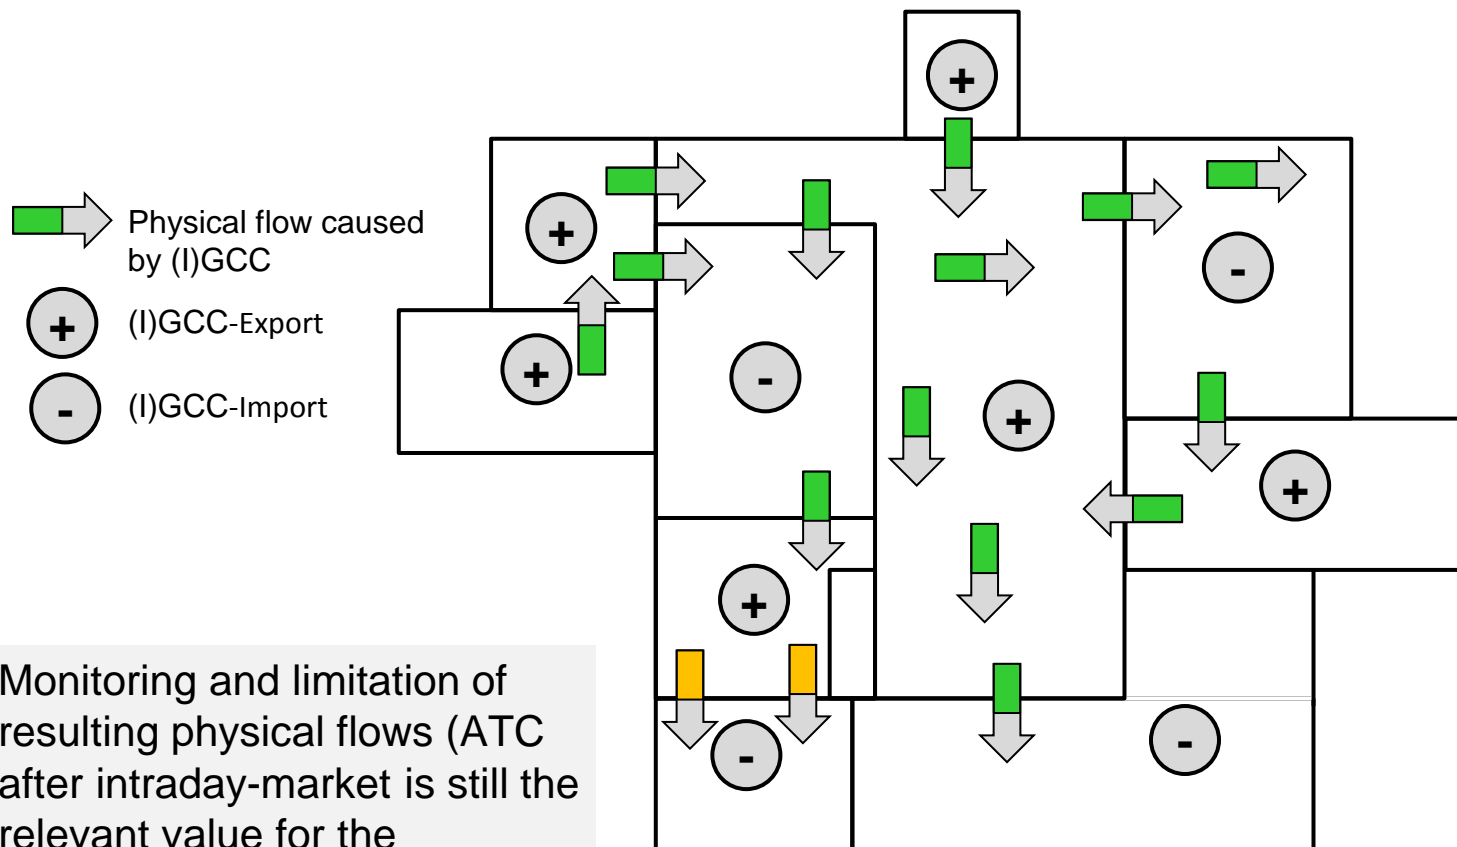 +
Physical flow caused
by (I)GCC
+
-
+
(I)GCC-Export
+
-
(I)GCC-Import
-
+
+
+
Monitoring and limitation of
resulting physical flows (ATC
after intraday-market is still the
relevant value for the
-
-